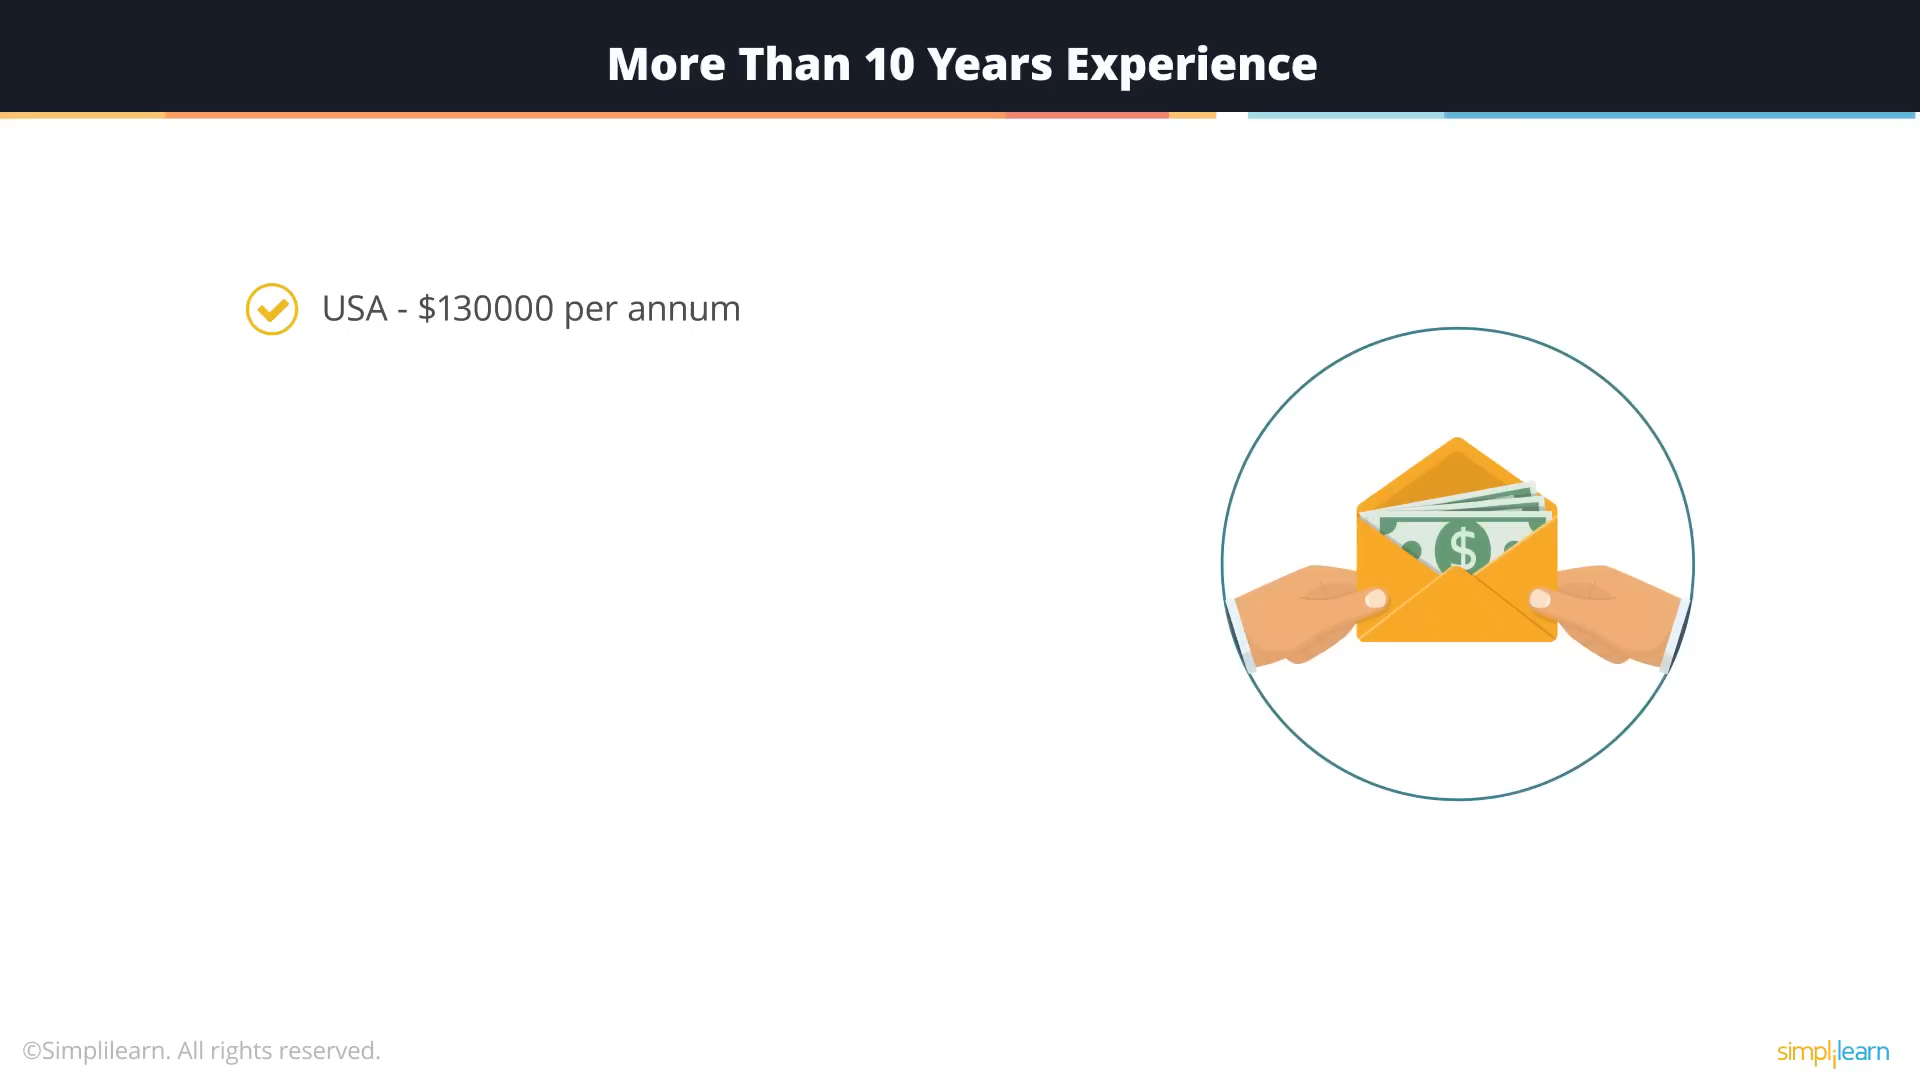 More Than 10 Years Experience
USA - $130000 per annum
$
©Simplilearn. All rights reserved.
simplilearn